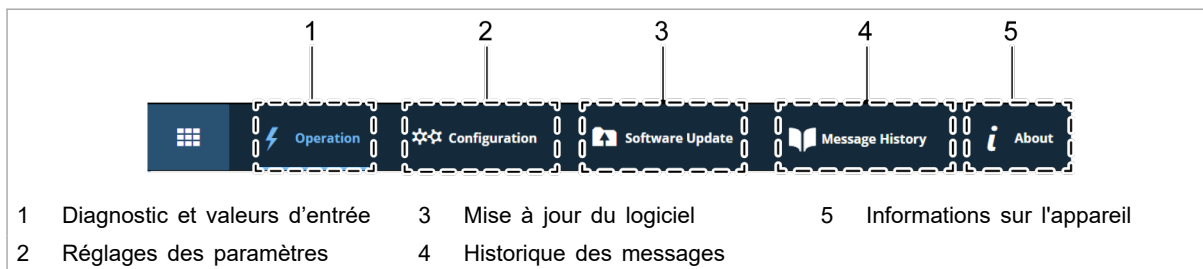 1 2 3 4 5
Operation Configuration Software Update Message History About
1 Diagnostic et valeurs d’entrée 3 Mise à jour du logiciel 5 Informations sur l'appareil
2 Réglages des paramètres 4 Historique des messages